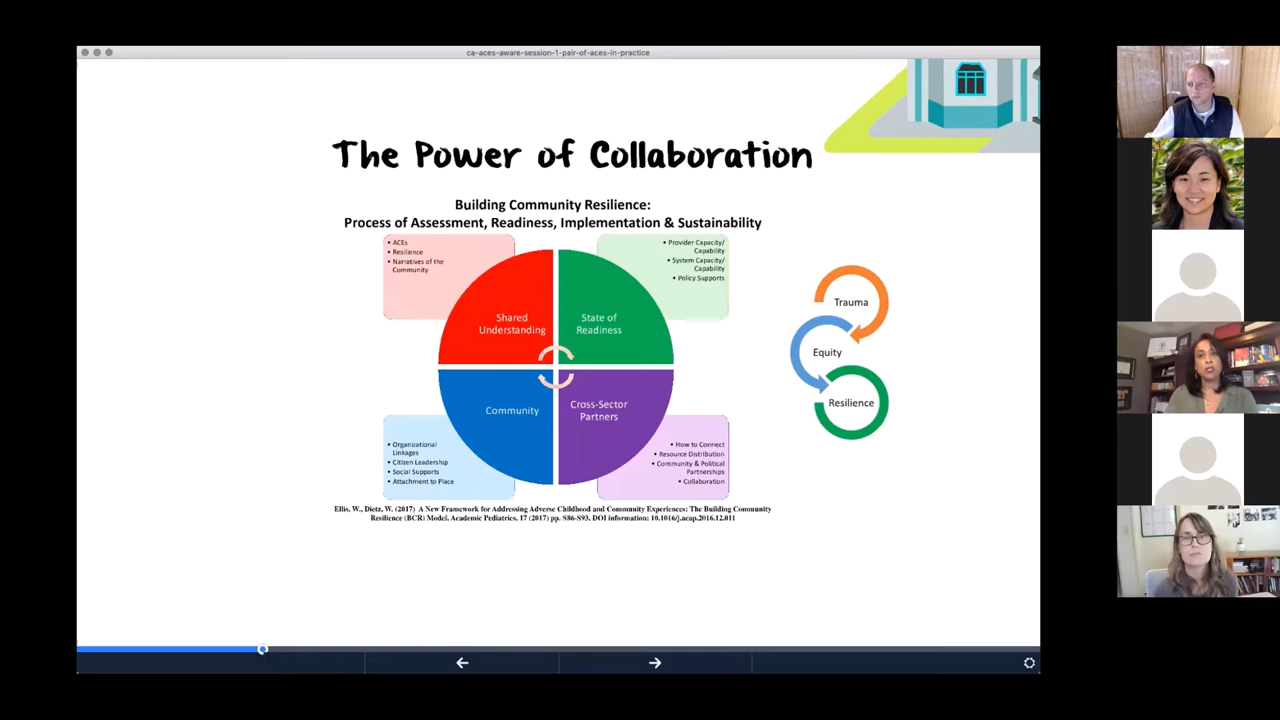 ca-aces-aware-session-1-pair-of-aces-in-practice
The Power of Collaboration
Building Community Resilience:
Process of Assessment, Readiness, Implementation & Sustainability
• ACEs
• Resilience
• Narratives of the
Community
• Provider Capacity/
Capability
• System Capacity/
Capability
• Policy Supports
Shared
Understanding
State of
Readiness
Community
Cross-Sector
Partners
• Organizational
Linkages
• Citizen Leadership
• Social Supports
• Attachment to Place
• How to Connect
• Resource Distribution
• Community & Political
Partnerships
• Collaboration
Trauma
Equity
Resilience
Ellis, W., Dietz, W. (2017) A New Framework for Addressing Adverse Childhood and Community Experiences: The Building Community
Resilience (BCR) Model. Academic Pediatrics. 17 (2017) pp. S86-S93. DOI information: 10.1016/j.acap.2016.12.011